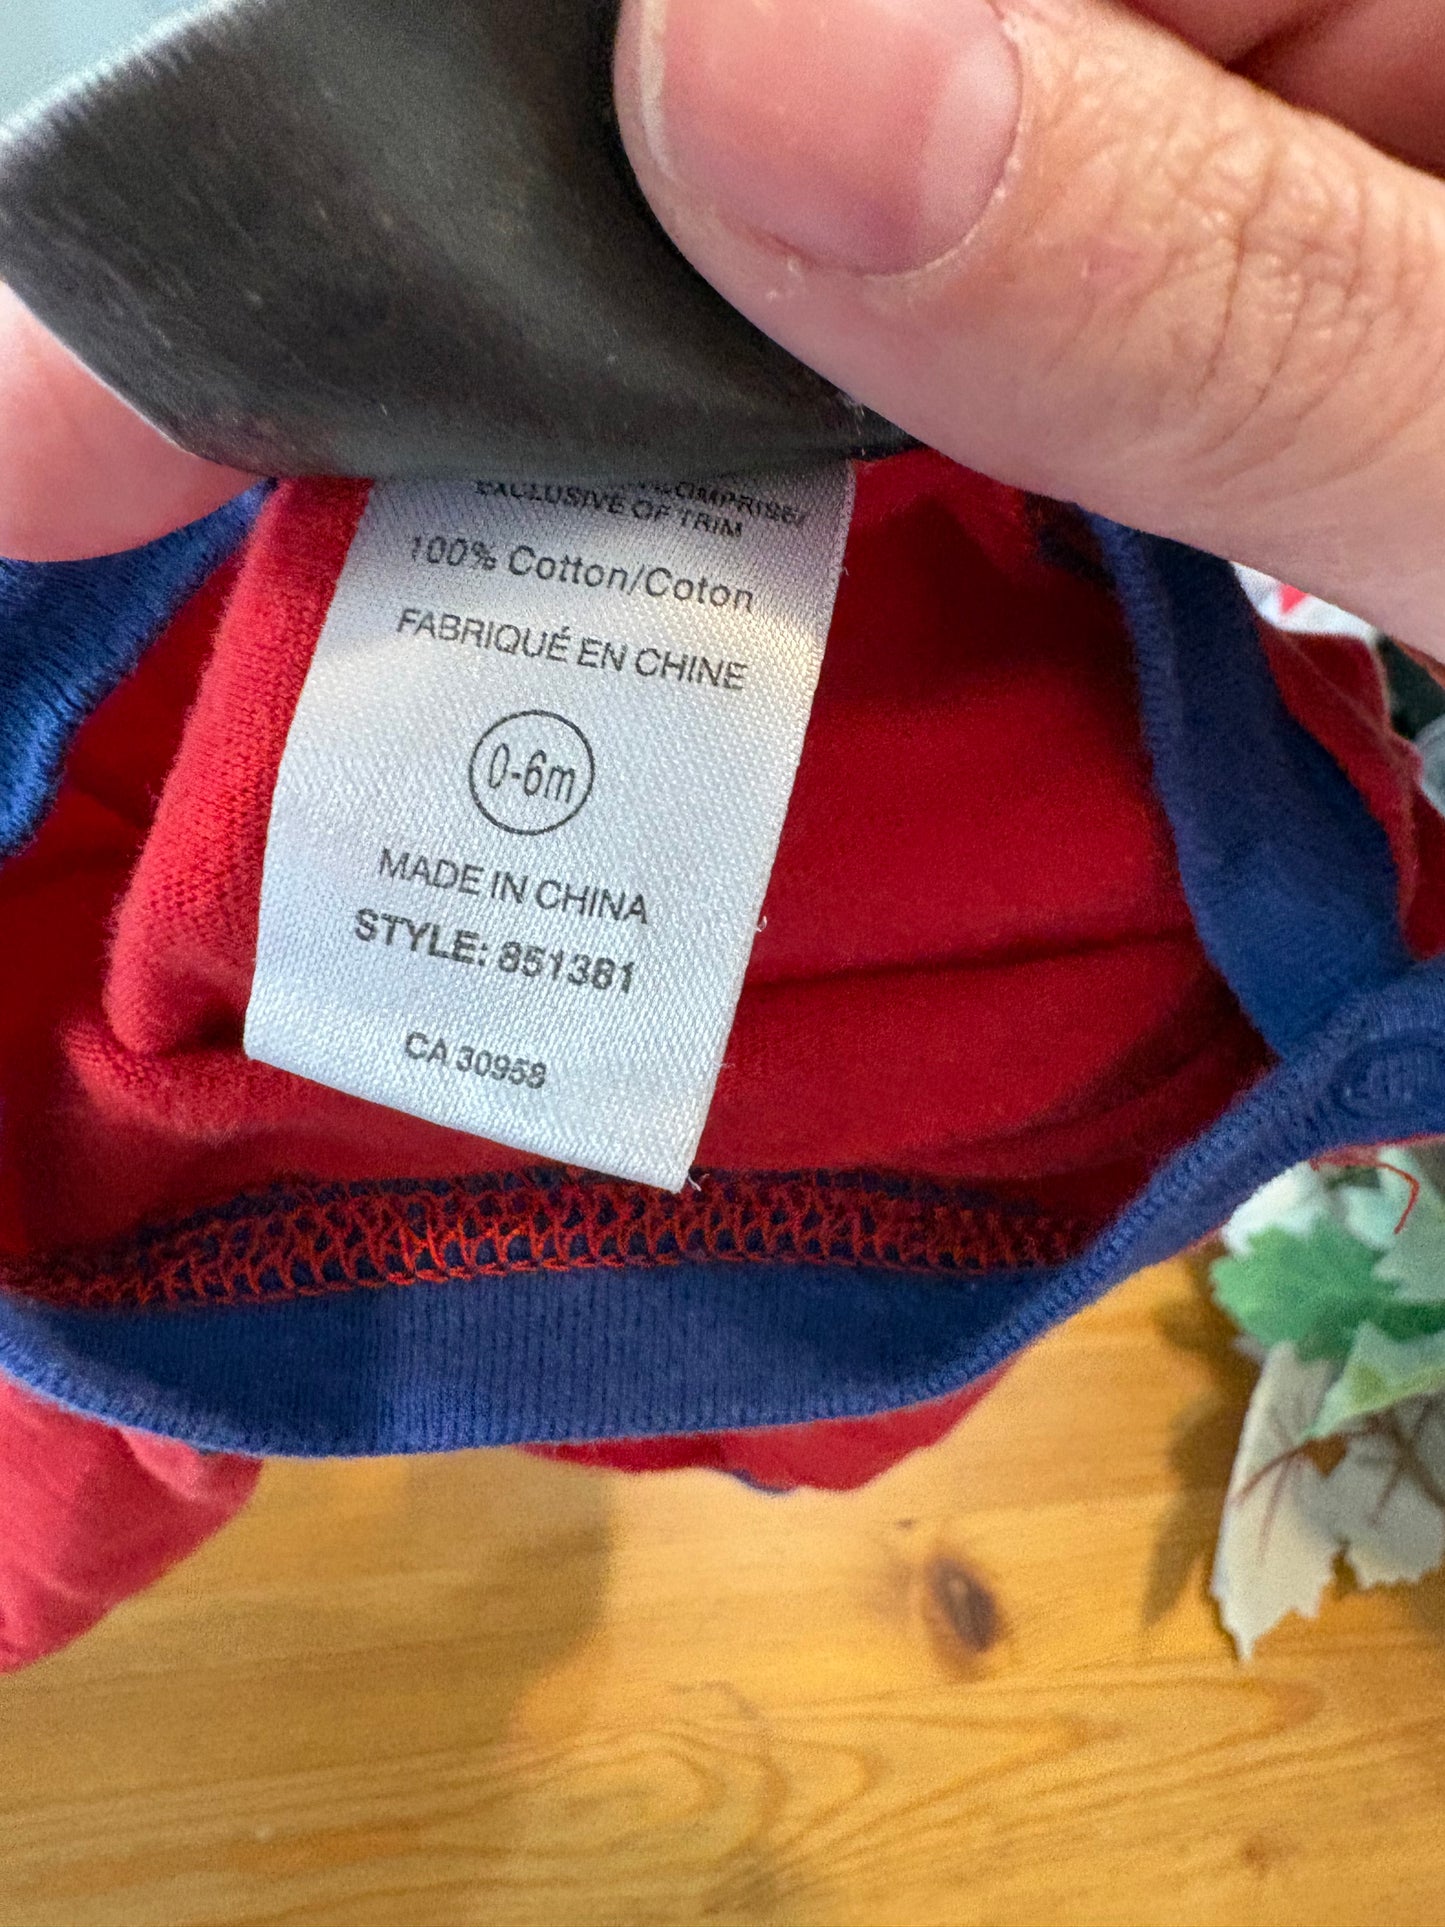 EXCLUSIVE OF TRIM
100% Cotton/Coton
FABRIQUÉ EN CHINE
0-6m
MADE IN CHINA
STYLE: 851381
CA 30958